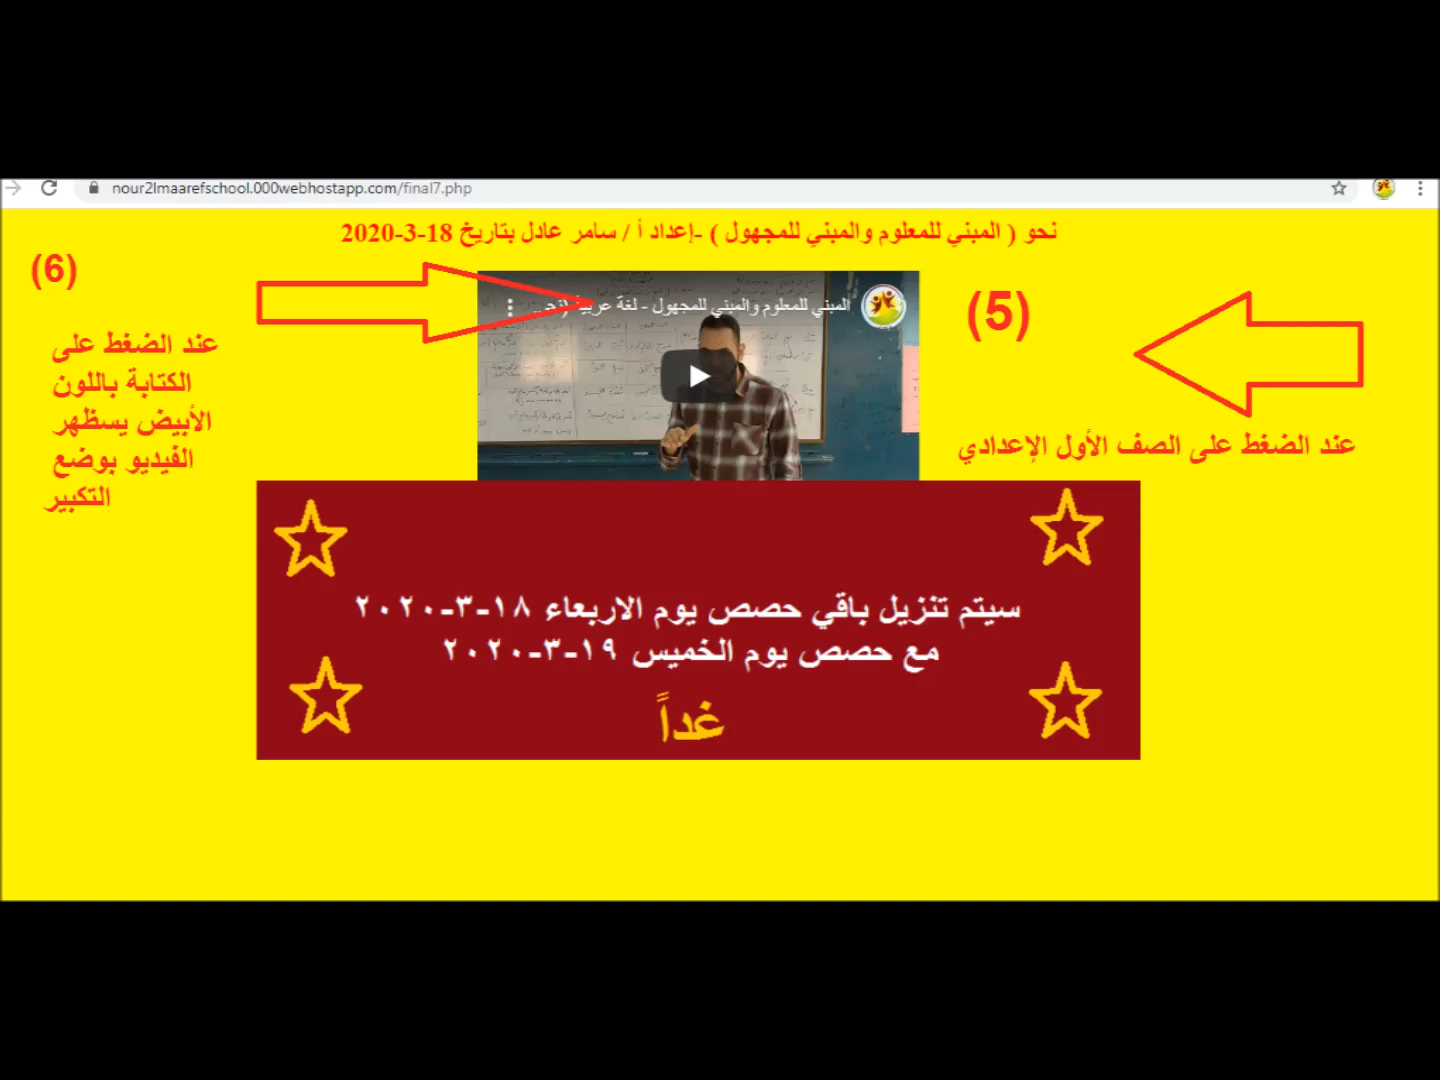 nour2lmaarefschool.000webhostapp.com/final7.php
نحو ( المبني للمعلوم والمبني للمجهول ) -إعداد أ / سامر عادل بتاريخ 18-3-2020
(5)
عند الضغط على الصف الأول الإعدادي
(6)
عند الضغط على
الكتابة باللون
الأبيض يسظهر
الفيديو بوضع
التكبير
المبني للمعلوم والمبني للمجهول - لغة عربية (نحو...
سيتم تنزيل باقي حصص يوم الاربعاء ١٨-٣-٢٠٢٠
مع حصص يوم الخميس ١٩-٣-٢٠٢٠
غداً